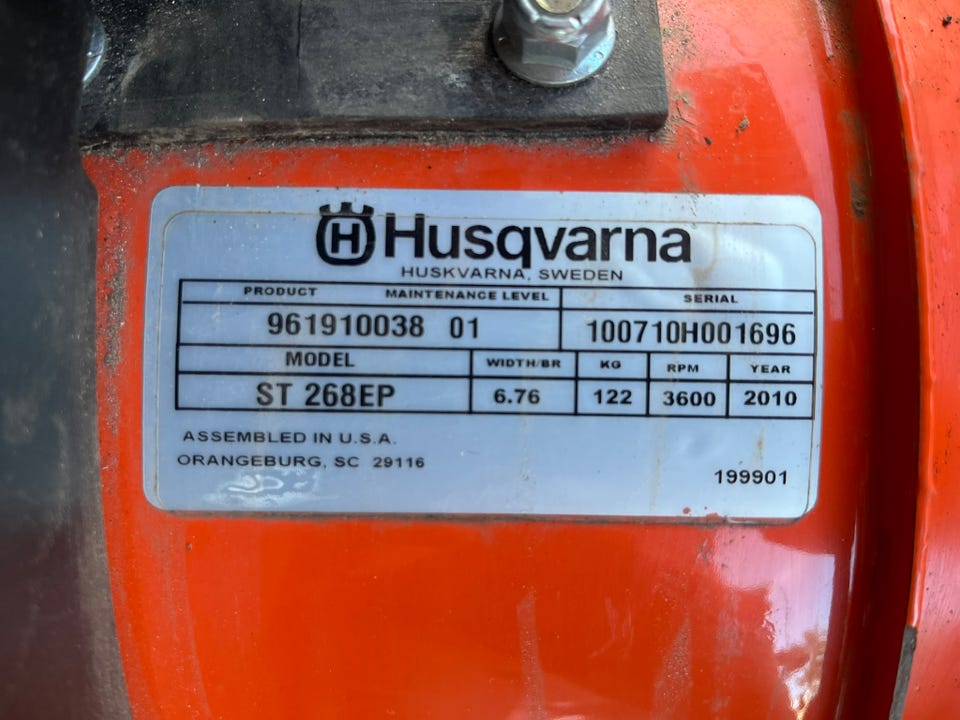 H Husqvarna
HUSKVARNA, SWEDEN
PRODUCT MAINTENANCE LEVEL SERIAL
961910038 01 100710H001696
MODEL WIDTH/BR KG RPM YEAR
ST 268EP 6.76 122 3600 2010
ASSEMBLED IN U.S.A.
ORANGEBURG, SC 29116
199901